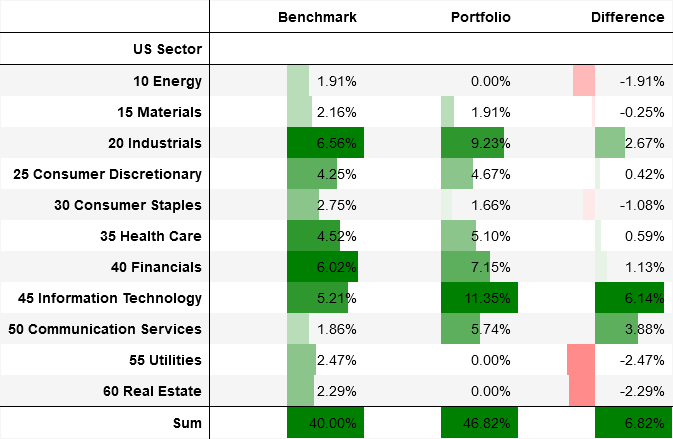 Benchmark Portfolio Difference
US Sector
10 Energy 1.91% 0.00% -1.91%
15 Materials 2.16% 1.91% -0.25%
20 Industrials 6.56% 9.23% 2.67%
25 Consumer Discretionary 4.25% 4.67% 0.42%
30 Consumer Staples 2.75% 1.66% -1.08%
35 Health Care 4.52% 5.10% 0.59%
40 Financials 6.02% 7.15% 1.13%
45 Information Technology 5.21% 11.35% 6.14%
50 Communication Services 1.86% 5.74% 3.88%
55 Utilities 2.47% 0.00% -2.47%
60 Real Estate 2.29% 0.00% -2.29%
Sum 40.00% 46.82% 6.82%